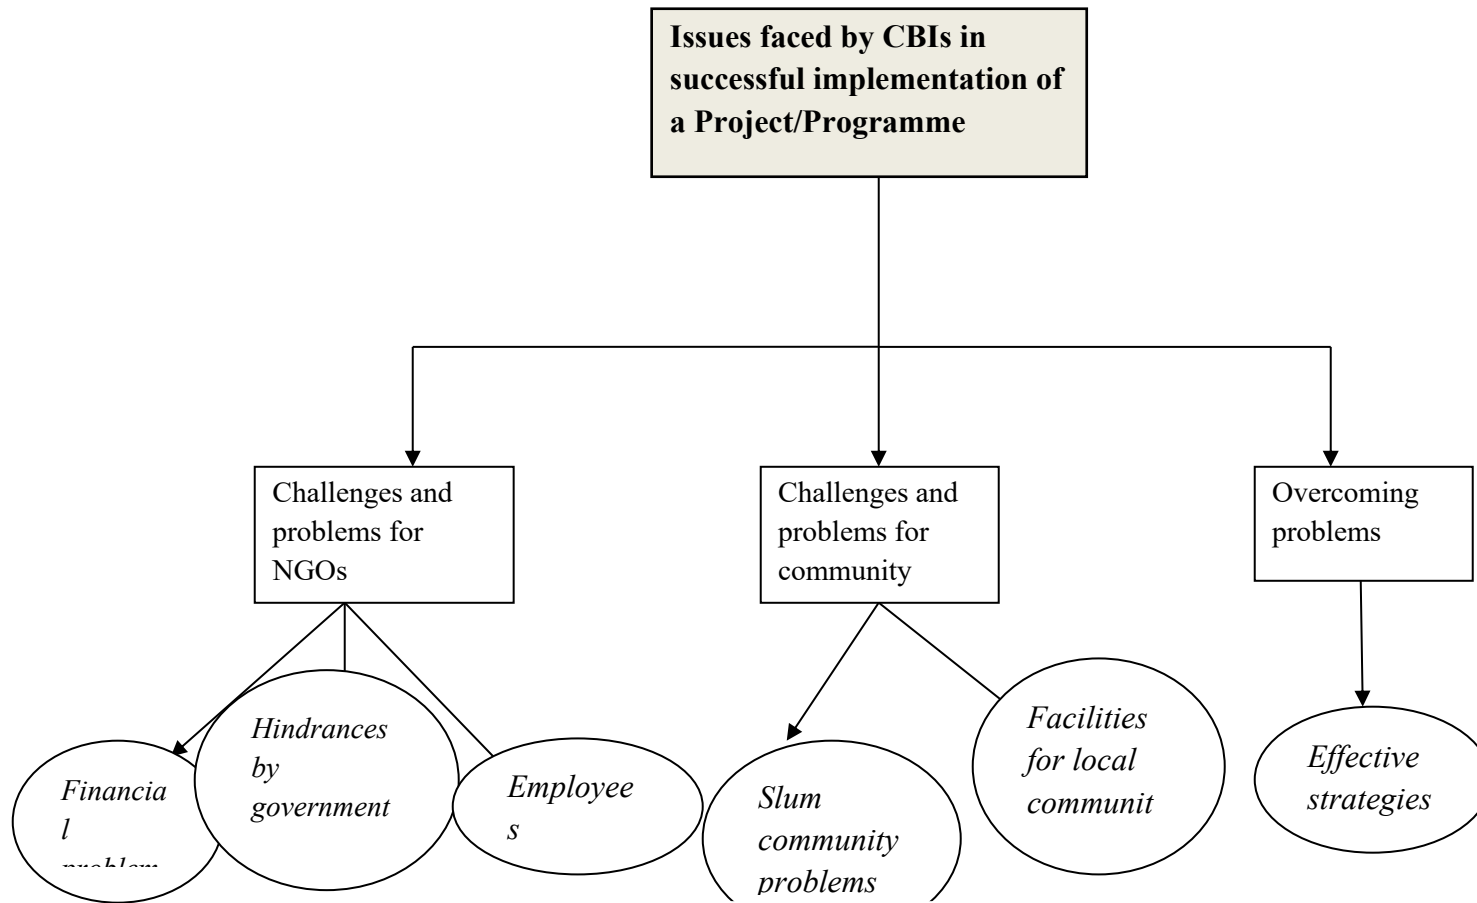 Issues faced by CBIs in
successful implementation of
a Project/Programme
Challenges and
problems for
NGOs
Challenges and
problems for
community
Overcoming
problems
Financia
l
problem
Hindrances
by
government
Employee
s
Slum
community
problems
Facilities
for local
communit
Effective
strategies